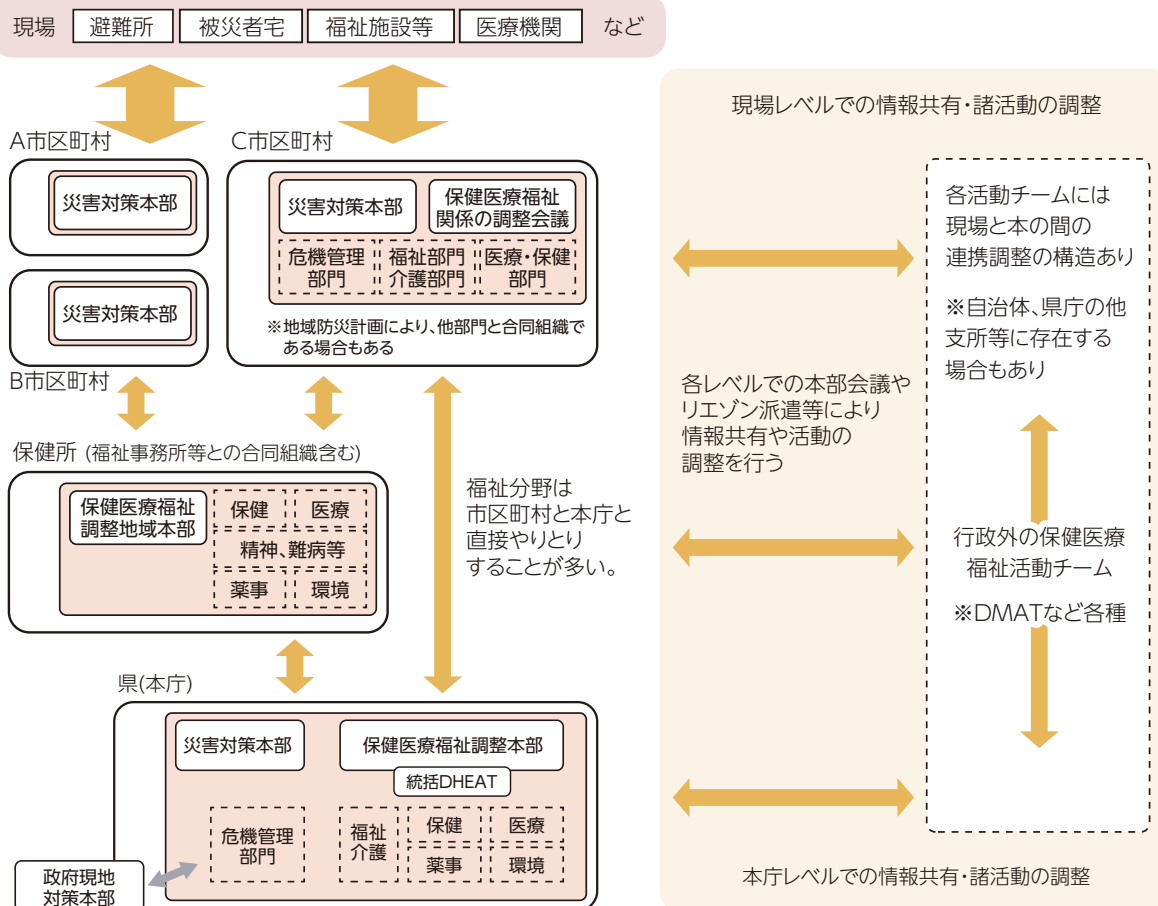 現場 避難所 被災者宅 福祉施設等 医療機関 など
A市区町村
災害対策本部
災害対策本部
B市区町村
C市区町村
災害対策本部
保健医療福祉
関係の調整会議
危機管理
部門
福祉部門
介護部門
医療・保健
部門
※地域防災計画により、他部門と合同組織で
ある場合もある
保健所 (福祉事務所等との合同組織含む)
保健医療福祉
調整地域本部
保健 医療
精神、難病等
薬事 環境
福祉分野は
市区町村と本庁と
直接やりとり
することが多い。
県(本庁)
災害対策本部
保健医療福祉調整本部
統括DHEAT
危機管理
部門
福祉
介護
保健 医療
薬事 環境
政府現地
対策本部
現場レベルでの情報共有・諸活動の調整
各レベルでの本部会議や
リエゾン派遣等により
情報共有や活動の
調整を行う
各活動チームには
現場と本の間の
連携調整の構造あり
※自治体、県庁の他
支所等に存在する
場合もあり
行政外の保健医療
福祉活動チーム
※DMATなど各種
本庁レベルでの情報共有・諸活動の調整